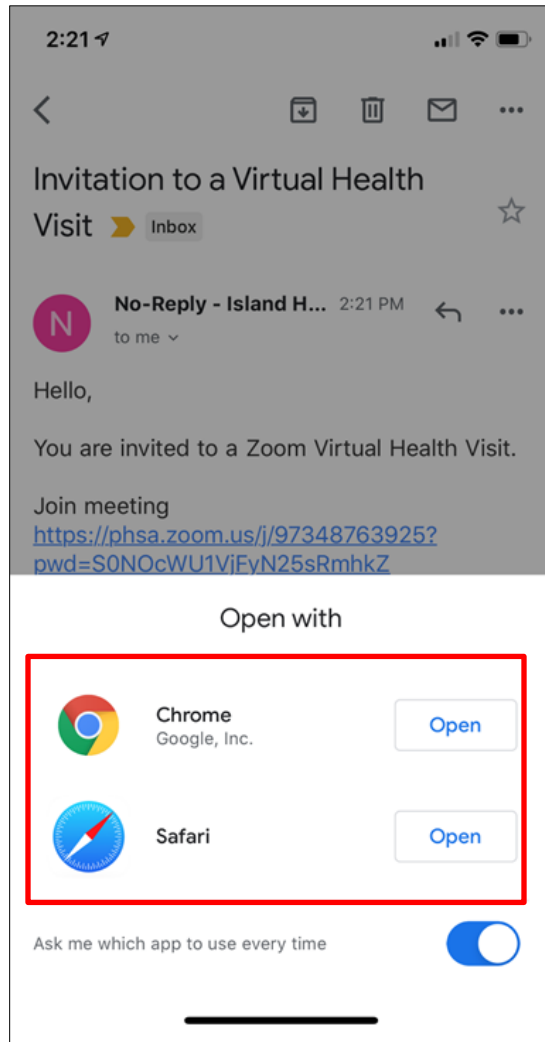 2:21
Invitation to a Virtual Health
Visit Inbox
N No-Reply - Island H... 2:21 PM
to me
Hello,
You are invited to a Zoom Virtual Health Visit.
Join meeting
https://phsa.zoom.us/j/97348763925?
pwd=S0NOcWU1VjFyN25sRmhkZ
Open with
Chrome
Google, Inc.
Open
Safari
Open
Ask me which app to use every time